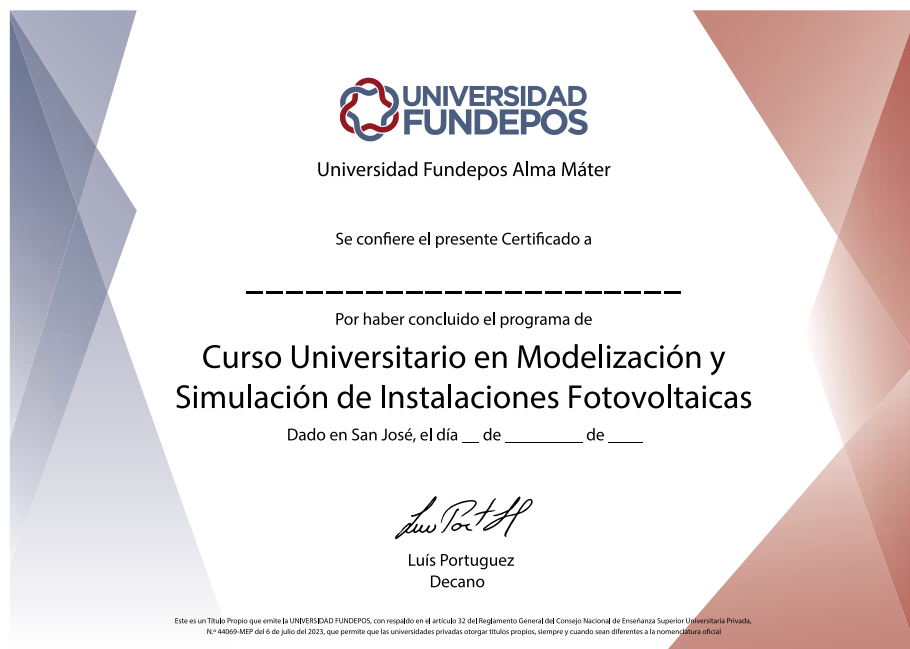 UNIVERSIDAD
FUNDEPOS
Universidad Fundepos Alma Máter
Se confiere el presente Certificado a
Por haber concluido el programa de
Curso Universitario en Modelización y
Simulación de Instalaciones Fotovoltaicas
Dado en San José, el día __ de _________ de ____
Luís Portuguez
Decano
Este es un Título Propio que emite la UNIVERSIDAD FUNDEPOS, con respaldo en el artículo 32 del Reglamento General del Consejo Nacional de Enseñanza Superior Universitaria Privada,
N.º 44069-MEP del 6 de julio del 2023, que permite que las universidades privadas otorgar títulos propios, siempre y cuando sean diferentes a la nomenclatura oficial